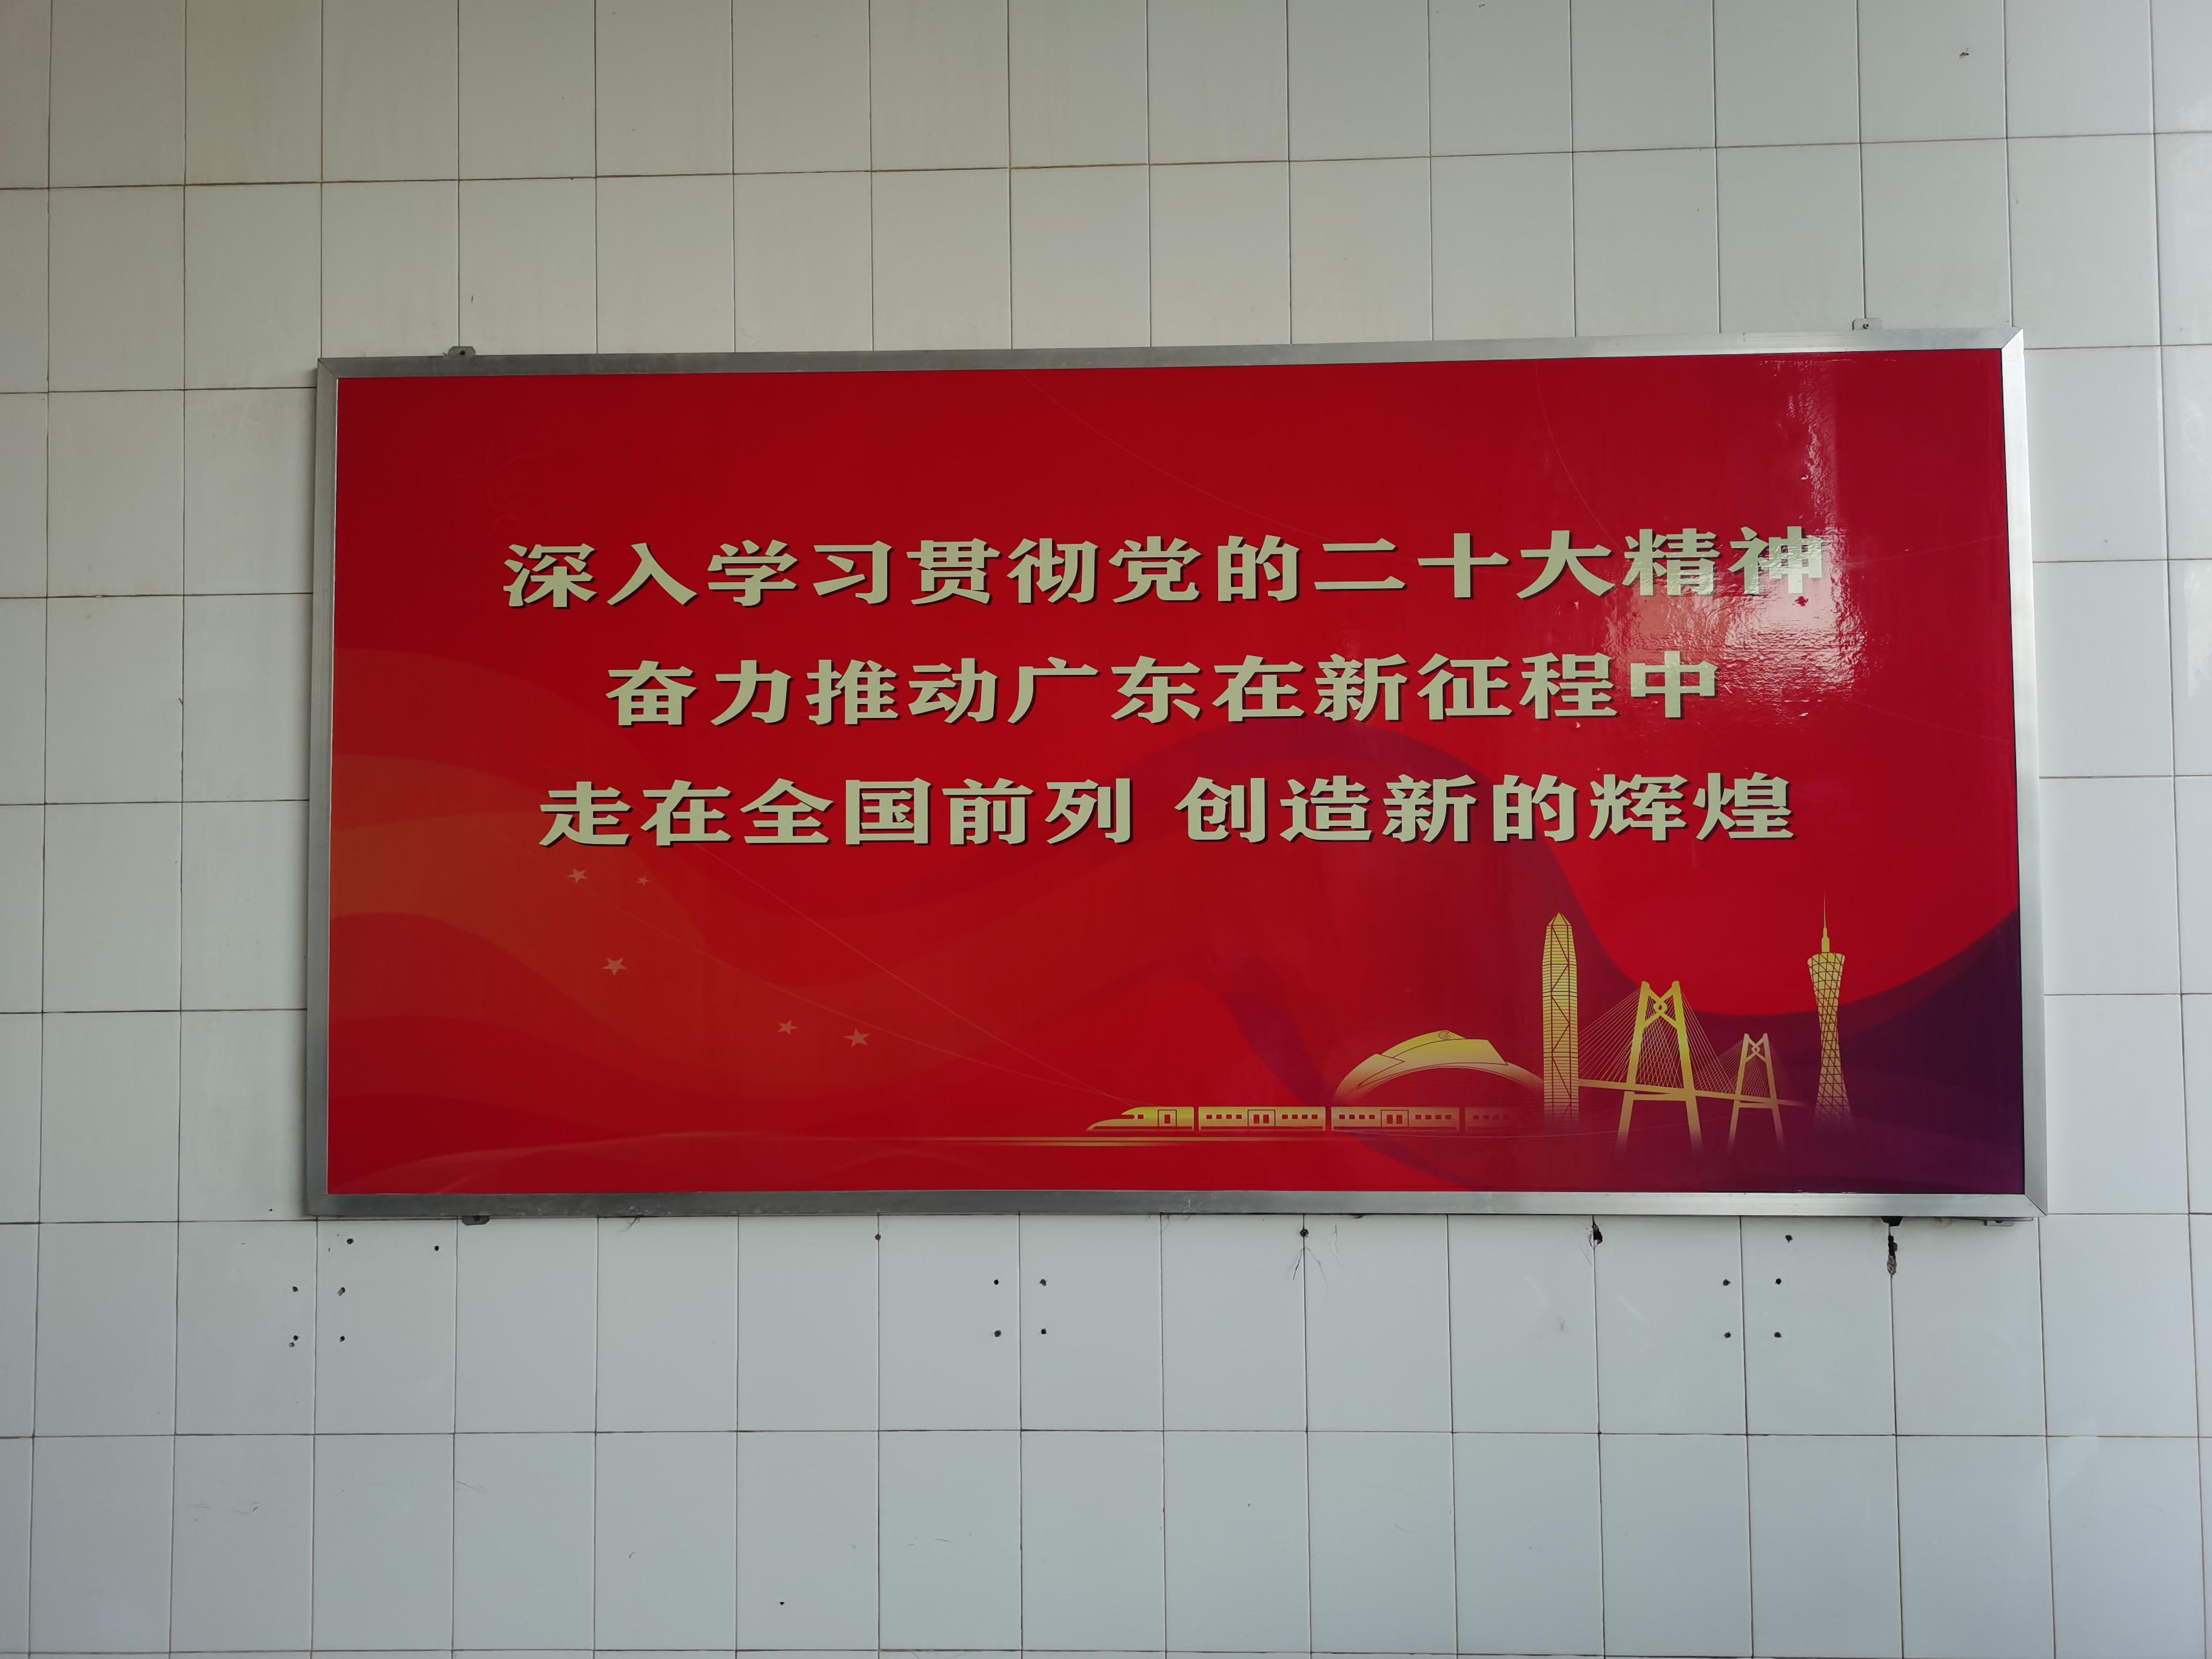 深入学习贯彻党的二十大精神
奋力推动广东在新征程中
走在全国前列 创造新的辉煌